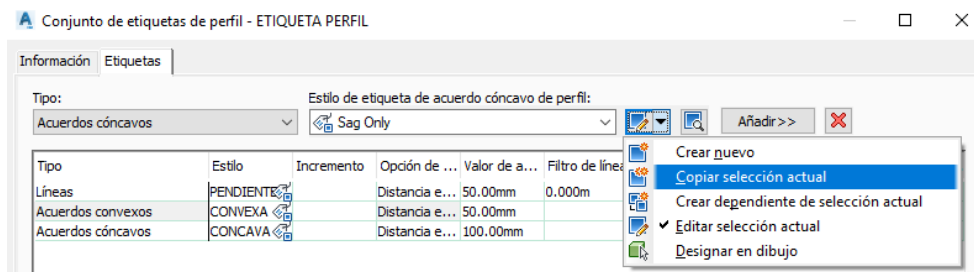 Conjunto de etiquetas de perfil - ETIQUETA PERFIL
Información Etiquetas
Tipo: Estilo de etiqueta de acuerdo cóncavo de perfil:
Acuerdos cóncavos Sag Only Añadir>>
Tipo Estilo Incremento Opción de ... Valor de a... Filtro de línea
Líneas PENDIENTE Distancia e... 50.00mm 0.000m
Acuerdos convexos CONVEXA Distancia e... 50.00mm
Acuerdos cóncavos CONCAVA Distancia e... 100.00mm
Crear nuevo
Copiar selección actual
Crear dependiente de selección actual
Editar selección actual
Designar en dibujo